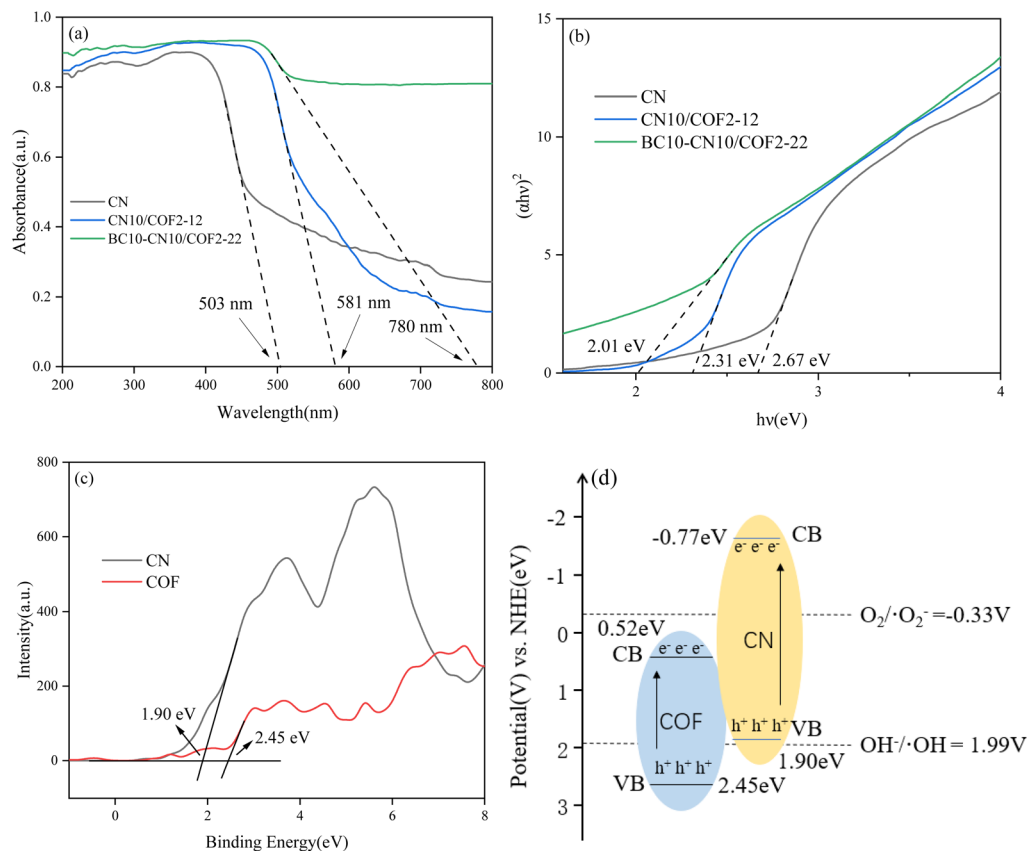 (a)
1.0
0.8
0.6
0.4
0.2
0.0
Absorbance(a.u.)
CN
CN10/COF2-12
BC10-CN10/COF2-22
503 nm
581 nm
780 nm
200
300
400
500
600
700
800
Wavelength(nm)
(b)
15
10
5
0
(αhν)²
CN
CN10/COF2-12
BC10-CN10/COF2-22
2.01 eV
2.31 eV
2.67 eV
2
3
4
hν(eV)
(c)
800
600
400
200
0
Intensity(a.u.)
CN
COF
1.90 eV
2.45 eV
0
2
4
6
8
Binding Energy(eV)
(d)
Potential(V) vs. NHE(eV)
-2
-1
0
1
2
3
-0.77eV
CB
e⁻ e⁻ e⁻
O₂/·O₂⁻ =-0.33V
0.52eV
CN
CB
e⁻ e⁻ e⁻
COF
h⁺ h⁺ h⁺
VB
OH⁻/·OH = 1.99V
1.90eV
h⁺ h⁺ h⁺
VB
2.45eV